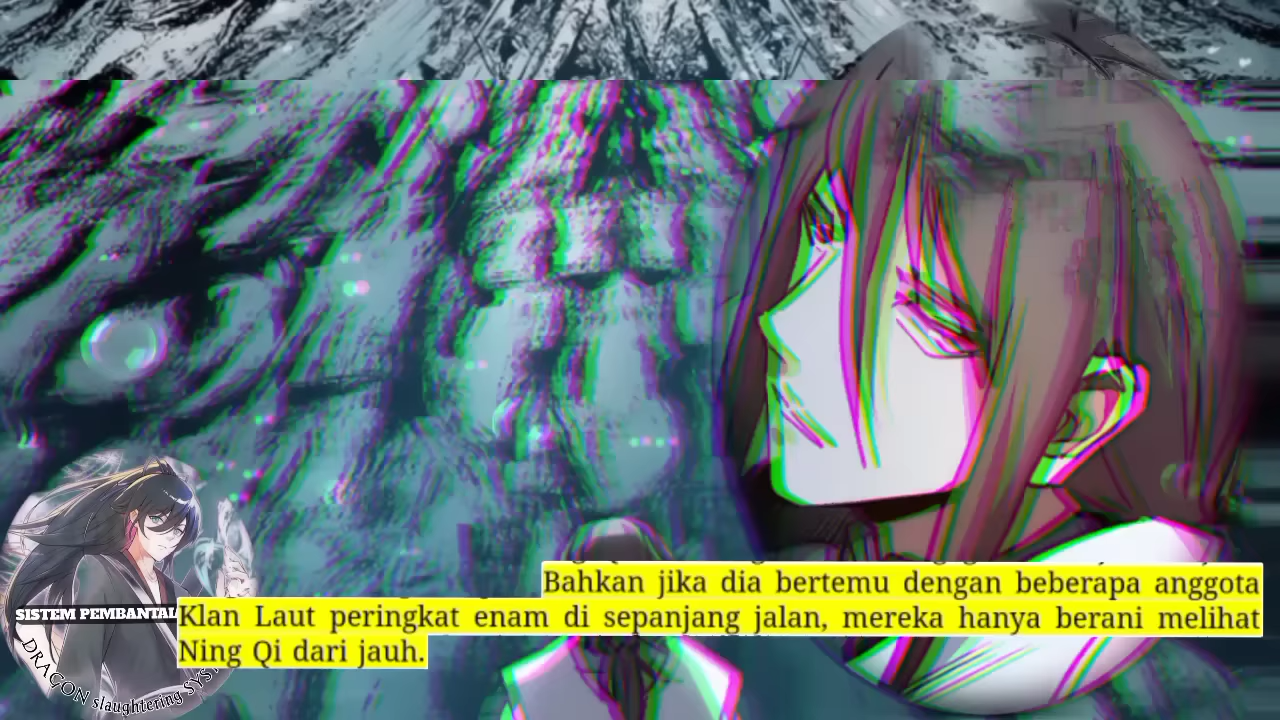 Bahkan jika dia bertemu dengan beberapa anggota
Klan Laut peringkat enam di sepanjang jalan, mereka hanya berani melihat
Ning Qi dari jauh.
SISTEM PEMBANTAI
DRAGON slaughtering SYS